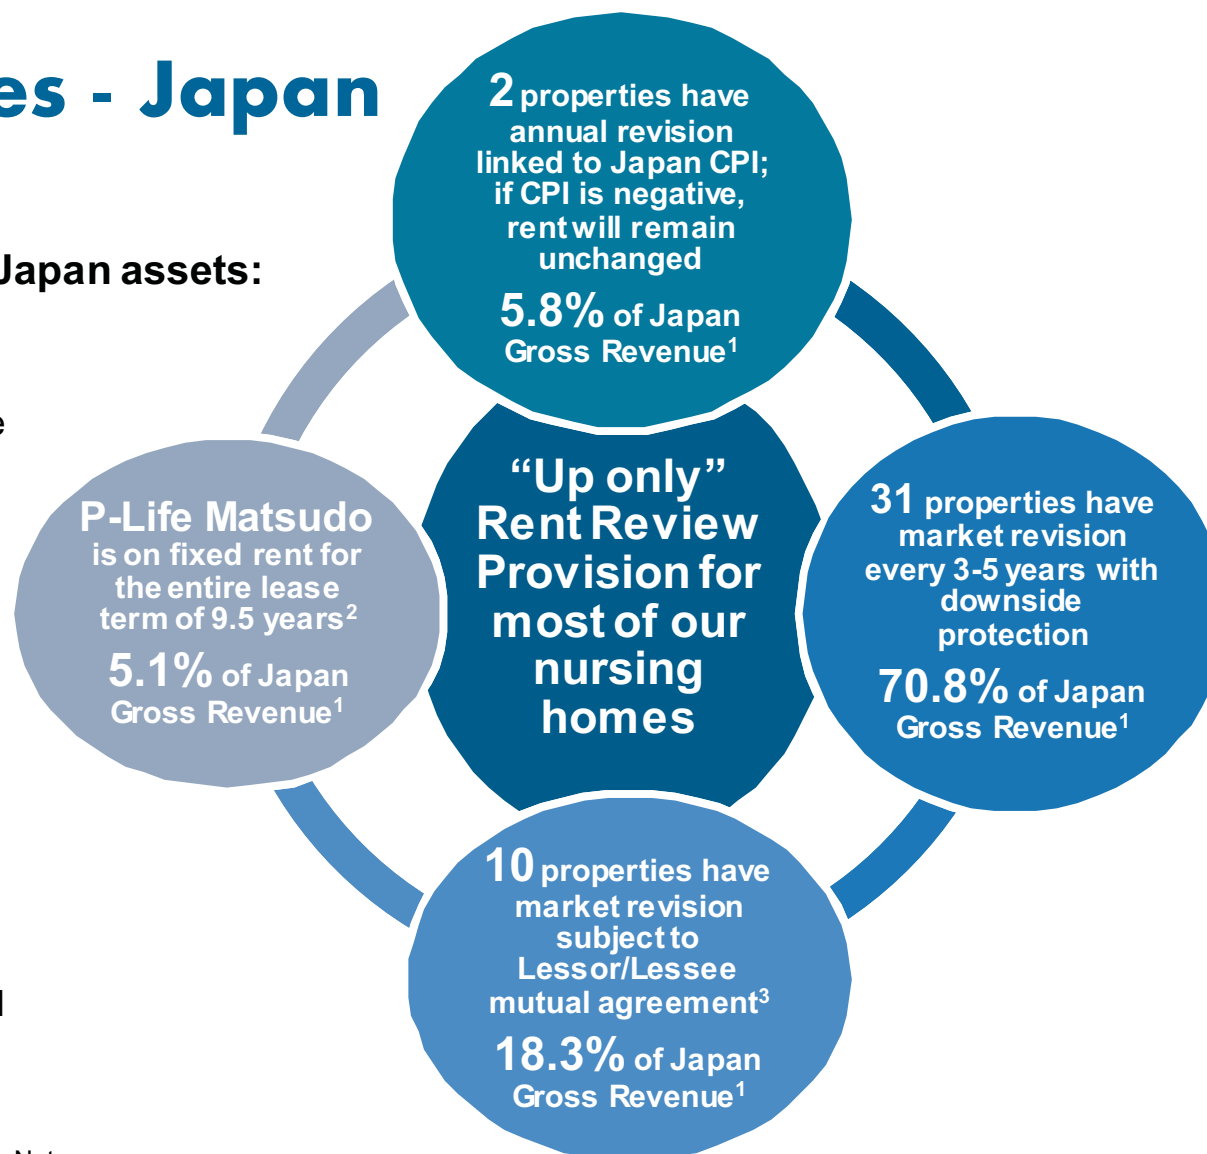 es - Japan
Japan assets:
e
2 properties have
annual revision
linked to Japan CPI;
if CPI is negative,
rent will remain
unchanged
5.8% of Japan
Gross Revenue1
P-Life Matsudo
is on fixed rent for
the entire lease
term of 9.5 years2
5.1% of Japan
Gross Revenue1
“Up only”
Rent Review
Provision for
most of our
nursing
homes
31 properties have
market revision
every 3-5 years with
downside
protection
70.8% of Japan
Gross Revenue1
10 properties have
market revision
subject to
Lessor/Lessee
mutual agreement3
18.3% of Japan
Gross Revenue1